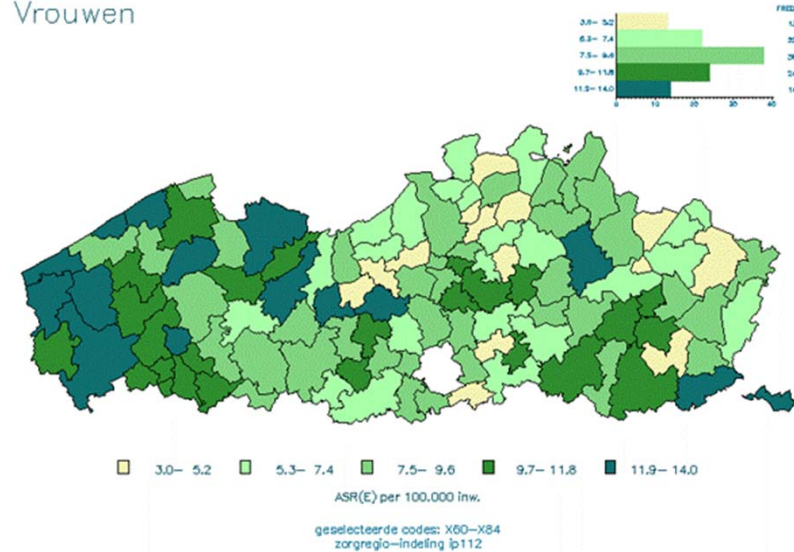 Vrouwen
3.0– 5.2
5.3– 7.4
7.5– 9.6
9.7–11.8
11.9–14.0
0 10 20 30 40
3.0– 5.2 5.3– 7.4 7.5– 9.6 9.7– 11.8 11.9– 14.0
ASR(E) per 100.000 inw.
geselecteerde codes: X60–X84
zorgregio–indeling ip112